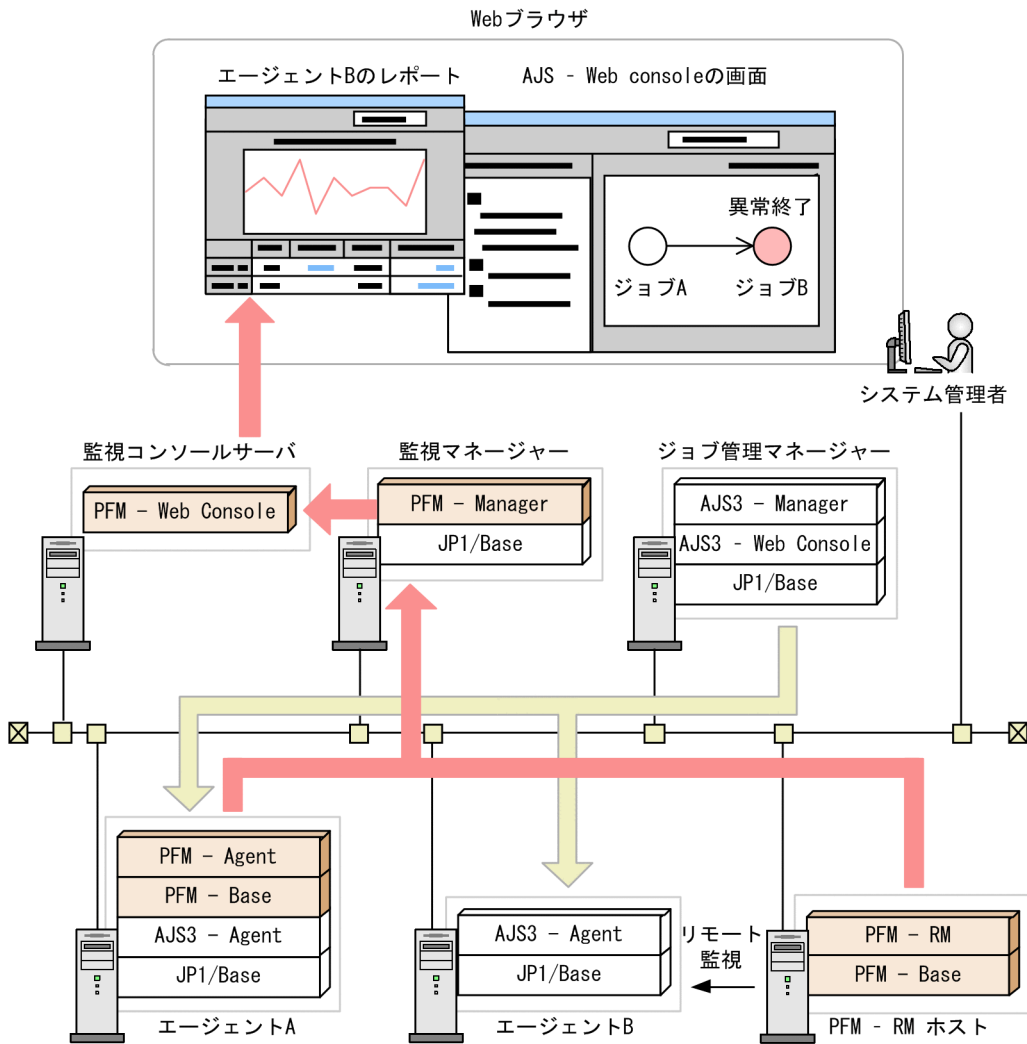 Webブラウザ
エージェントBのレポート
AJS - Web consoleの画面
異常終了
ジョブA
ジョブB
システム管理者
監視コンソールサーバ
監視マネージャー
ジョブ管理マネージャー
PFM - Web Console
PFM - Manager
JP1/Base
AJS3 - Manager
AJS3 - Web Console
JP1/Base
PFM - Agent
PFM - Base
AJS3 - Agent
JP1/Base
エージェントA
AJS3 - Agent
JP1/Base
エージェントB
リモート
監視
PFM - RM
PFM - Base
PFM - RM ホスト